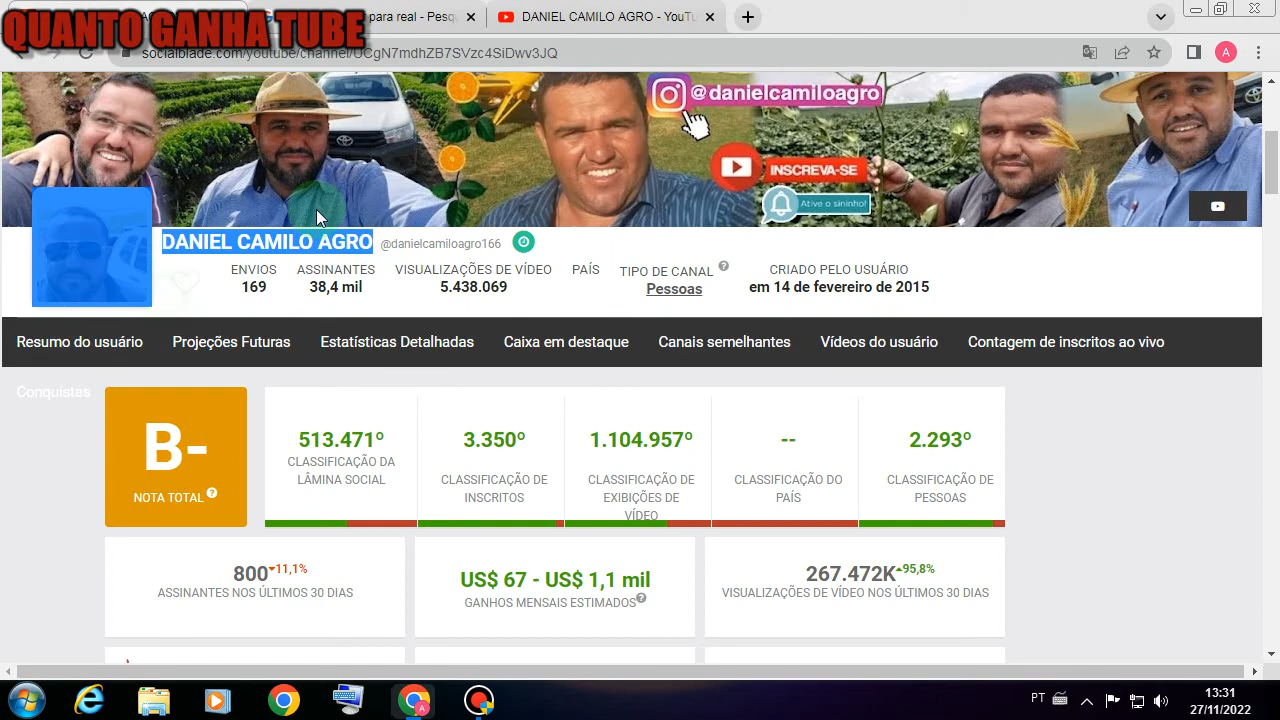 QUANTO GANHA TUBE
para real - Pesq
DANIEL CAMILO AGRO - YouTu
socialblade.com/youtube/channel/UCgN7mdhZB7SVzc4SiDwv3JQ
A
@danielcamiloagro
INSCREVA-SE
Ative o sininho!
DANIEL CAMILO AGRO @danielcamiloagro166
ENVIOS ASSINANTES VISUALIZAÇÕES DE VÍDEO PAÍS TIPO DE CANAL ? CRIADO PELO USUÁRIO
169 38,4 mil 5.438.069 Pessoas em 14 de fevereiro de 2015
Resumo do usuário Projeções Futuras Estatísticas Detalhadas Caixa em destaque Canais semelhantes Vídeos do usuário Contagem de inscritos ao vivo
Conquistas
B-
NOTA TOTAL ?
513.471º
CLASSIFICAÇÃO DA
LÂMINA SOCIAL
3.350º
CLASSIFICAÇÃO DE
INSCRITOS
1.104.957º
CLASSIFICAÇÃO DE
EXIBIÇÕES DE
VÍDEO
--
CLASSIFICAÇÃO DO
PAÍS
2.293º
CLASSIFICAÇÃO DE
PESSOAS
800 11,1%
ASSINANTES NOS ÚLTIMOS 30 DIAS
US$ 67 - US$ 1,1 mil
GANHOS MENSAIS ESTIMADOS ?
267.472K 95,8%
VISUALIZAÇÕES DE VÍDEO NOS ÚLTIMOS 30 DIAS
PT
13:31
27/11/2022